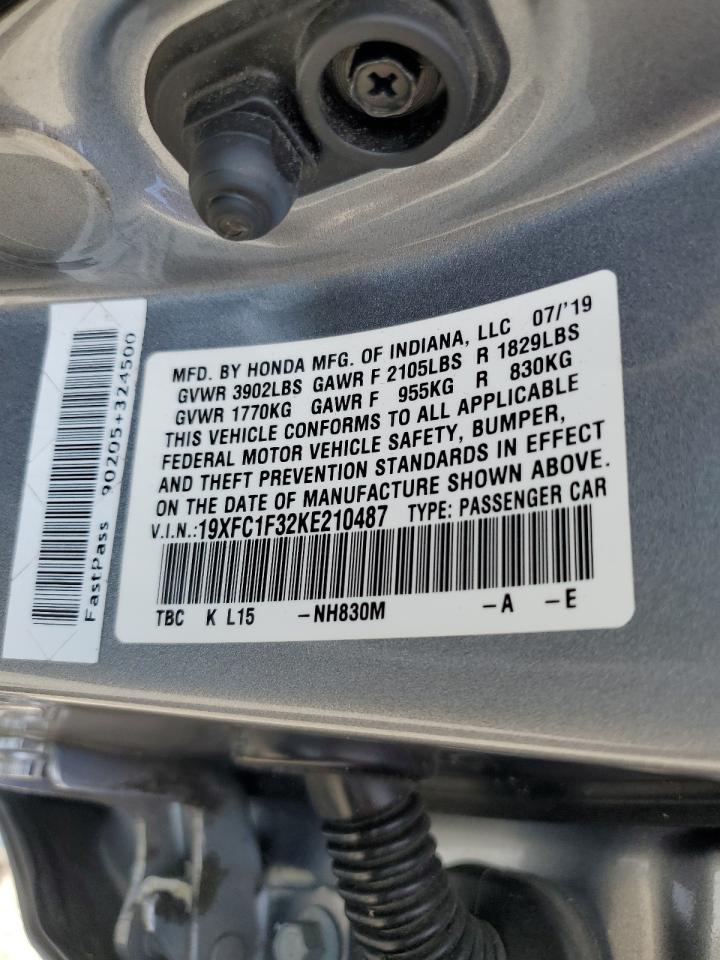 MFD. BY HONDA MFG. OF INDIANA, LLC 07/'19
GVWR 3902LBS GAWR F 2105LBS R 1829LBS
GVWR 1770KG GAWR F 955KG R 830KG
THIS VEHICLE CONFORMS TO ALL APPLICABLE
FEDERAL MOTOR VEHICLE SAFETY, BUMPER,
AND THEFT PREVENTION STANDARDS IN EFFECT
ON THE DATE OF MANUFACTURE SHOWN ABOVE.
V.I.N.:19XFC1F32KE210487 TYPE: PASSENGER CAR
TBC K L15 -NH830M -A -E
FastPass 90205+324500